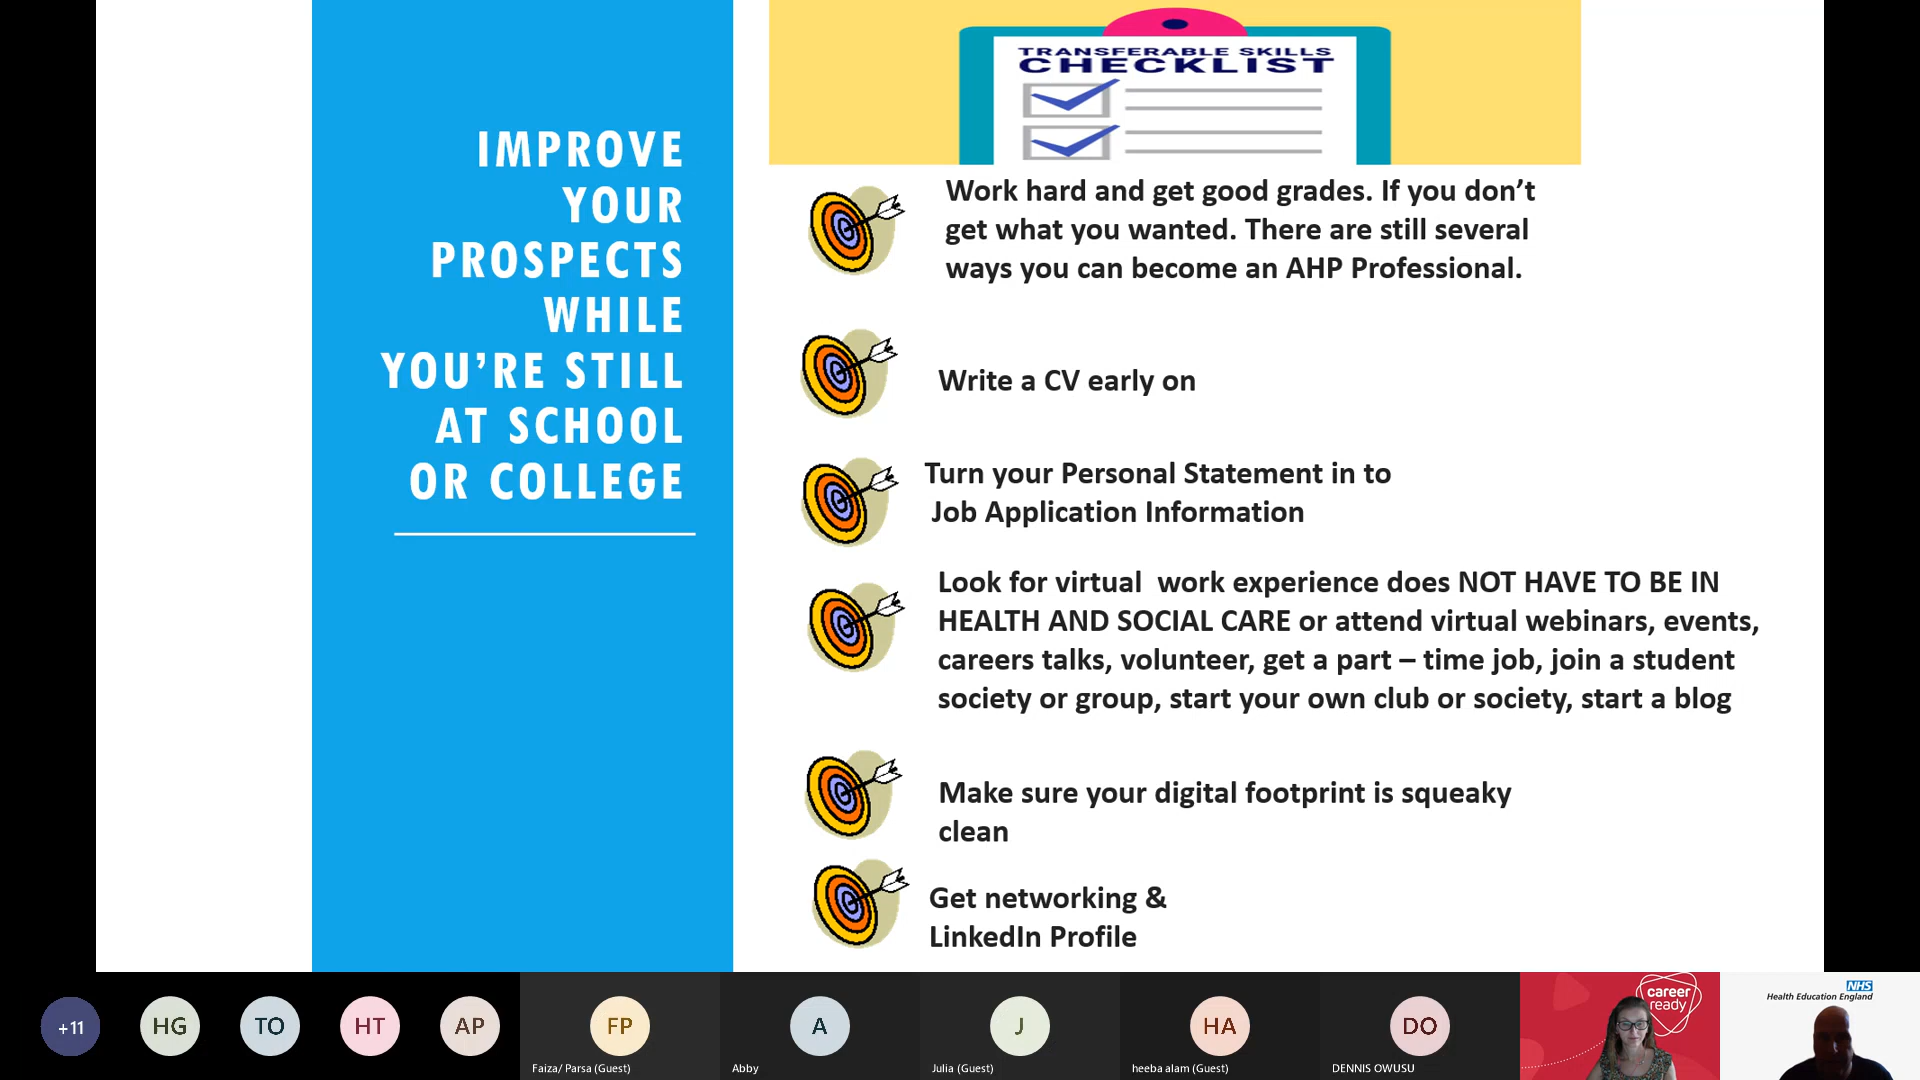 IMPROVE
YOUR
PROSPECTS
WHILE
YOU’RE STILL
AT SCHOOL
OR COLLEGE
TRANSFERABLE SKILLS
CHECKLIST
Work hard and get good grades. If you don’t
get what you wanted. There are still several
ways you can become an AHP Professional.
Write a CV early on
Turn your Personal Statement in to
Job Application Information
Look for virtual  work experience does NOT HAVE TO BE IN
HEALTH AND SOCIAL CARE or attend virtual webinars, events,
careers talks, volunteer, get a part – time job, join a student
society or group, start your own club or society, start a blog
Make sure your digital footprint is squeaky
clean
Get networking &
LinkedIn Profile
+11
HG
TO
HT
AP
FP
Faiza/ Parsa (Guest)
A
Abby
J
Julia (Guest)
HA
heeba alam (Guest)
DO
DENNIS OWUSU
career
ready
NHS
Health Education England